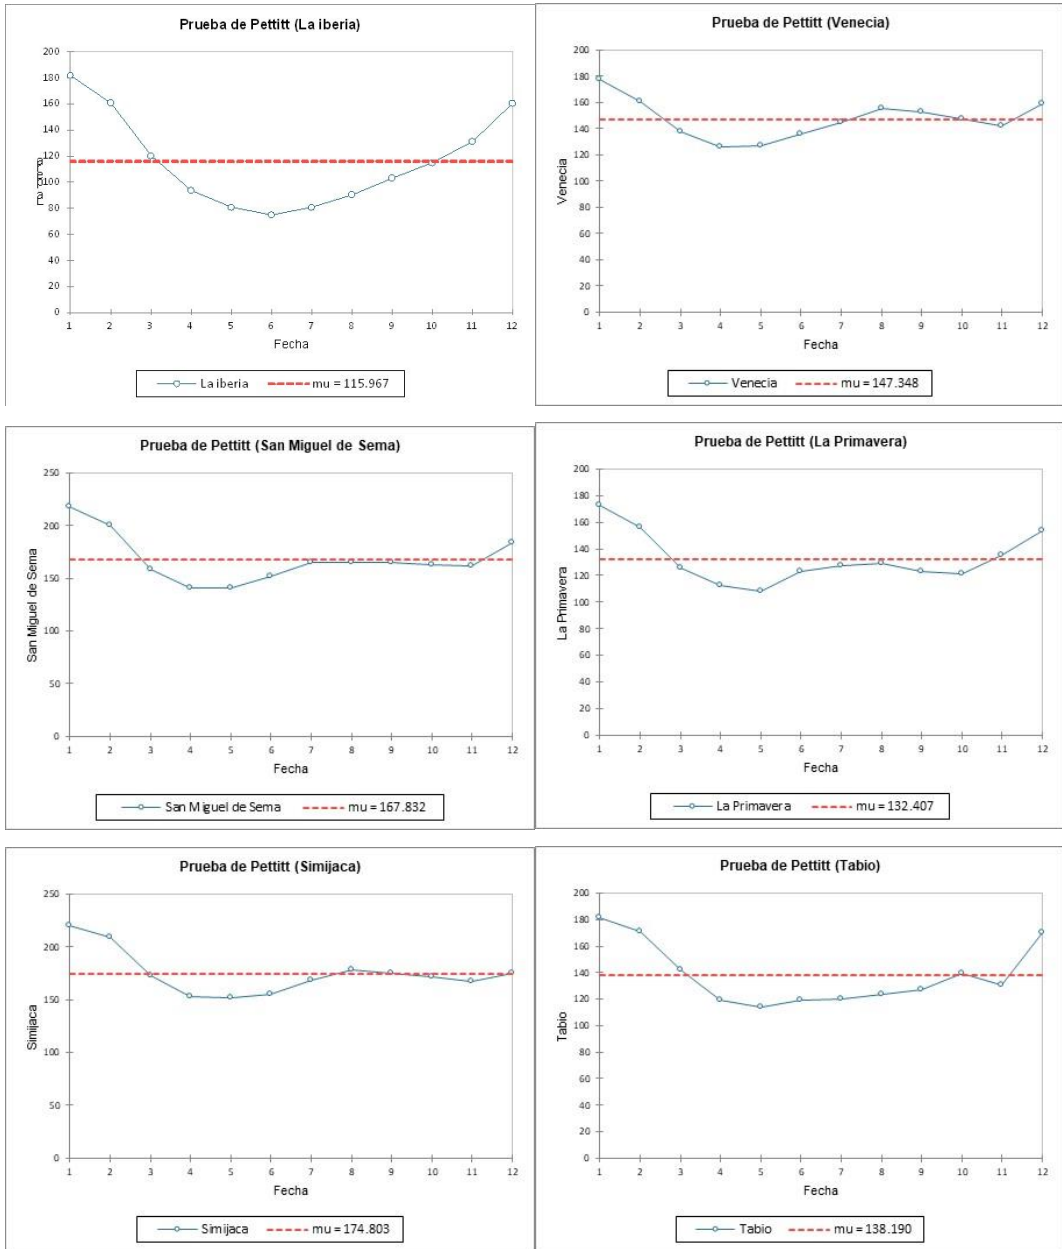 Prueba de Pettitt (La iberia)
200
180
160
140
120
100
80
60
40
20
0
1 2 3 4 5 6 7 8 9 10 11 12
Fecha
La iberia mu = 115.967
Prueba de Pettitt (Venecia)
Venecia
200
180
160
140
120
100
80
60
40
20
0
1 2 3 4 5 6 7 8 9 10 11 12
Fecha
Venecia mu = 147.348
Prueba de Pettitt (San Miguel de Sema)
San Miguel de Sema
250
200
150
100
50
0
1 2 3 4 5 6 7 8 9 10 11 12
Fecha
San Miguel de Sema mu = 167.832
Prueba de Pettitt (La Primavera)
La Primavera
200
180
160
140
120
100
80
60
40
20
0
1 2 3 4 5 6 7 8 9 10 11 12
Fecha
La Primavera mu = 132.407
Prueba de Pettitt (Simijaca)
Simijaca
250
200
150
100
50
0
1 2 3 4 5 6 7 8 9 10 11 12
Fecha
Simijaca mu = 174.803
Prueba de Pettitt (Tabio)
Tabio
200
180
160
140
120
100
80
60
40
20
0
1 2 3 4 5 6 7 8 9 10 11 12
Fecha
Tabio mu = 138.190